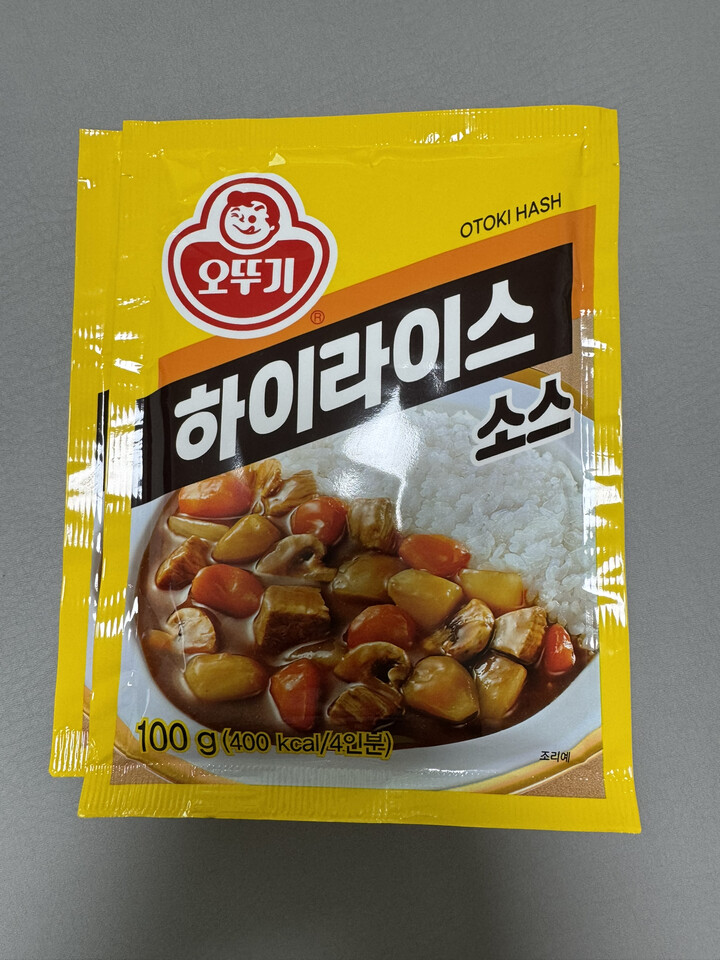 오뚜기
®
OTOKI HASH
하이라이스
소스
100 g (400 kcal/4인분)
조리예